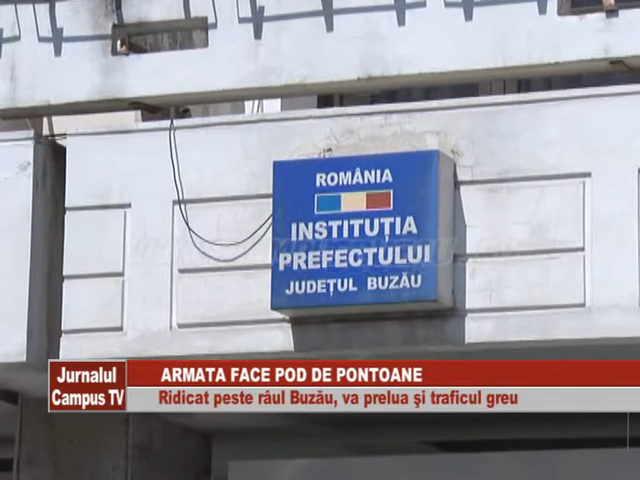 ROMÂNIA
INSTITUȚIA
PREFECTULUI
JUDEȚUL BUZĂU
Jurnalul
Campus TV
ARMATA FACE POD DE PONTOANE
Ridicat peste râul Buzău, va prelua şi traficul greu